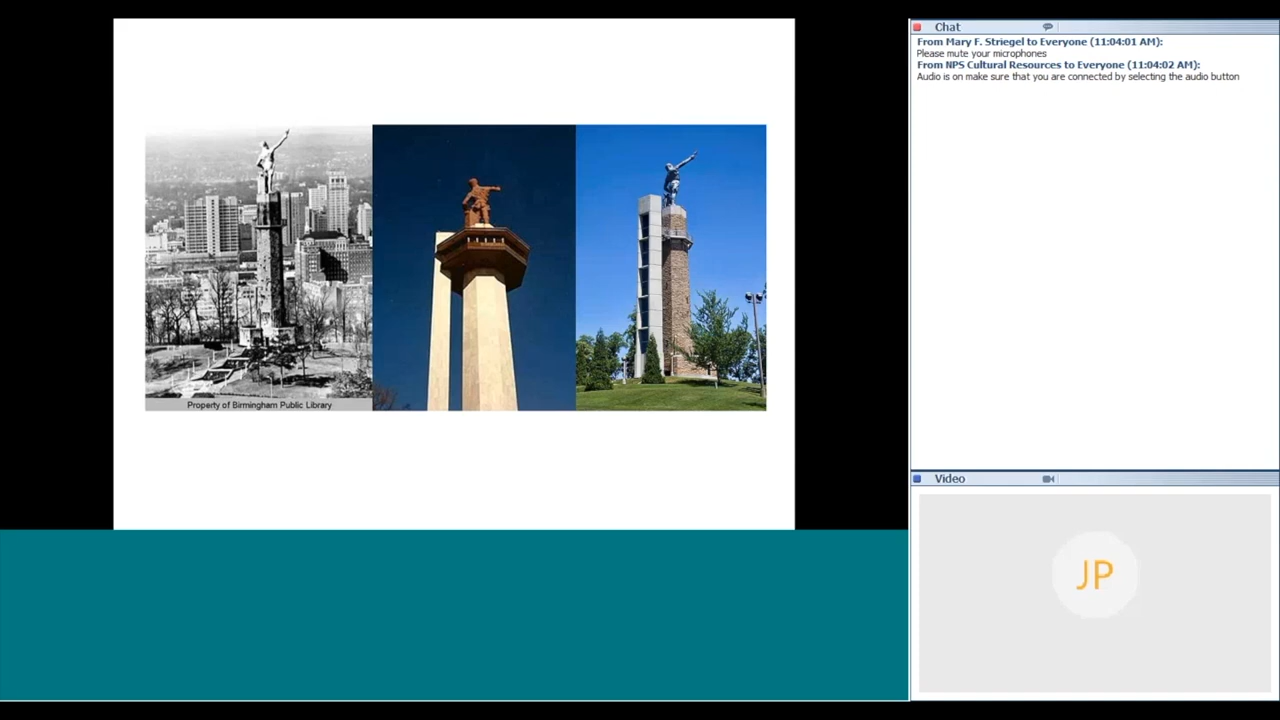 Property of Birmingham Public Library
Chat
From Mary F. Striegel to Everyone (11:04:01 AM):
Please mute your microphones
From NPS Cultural Resources to Everyone (11:04:02 AM):
Audio is on make sure that you are connected by selecting the audio button
Video
JP